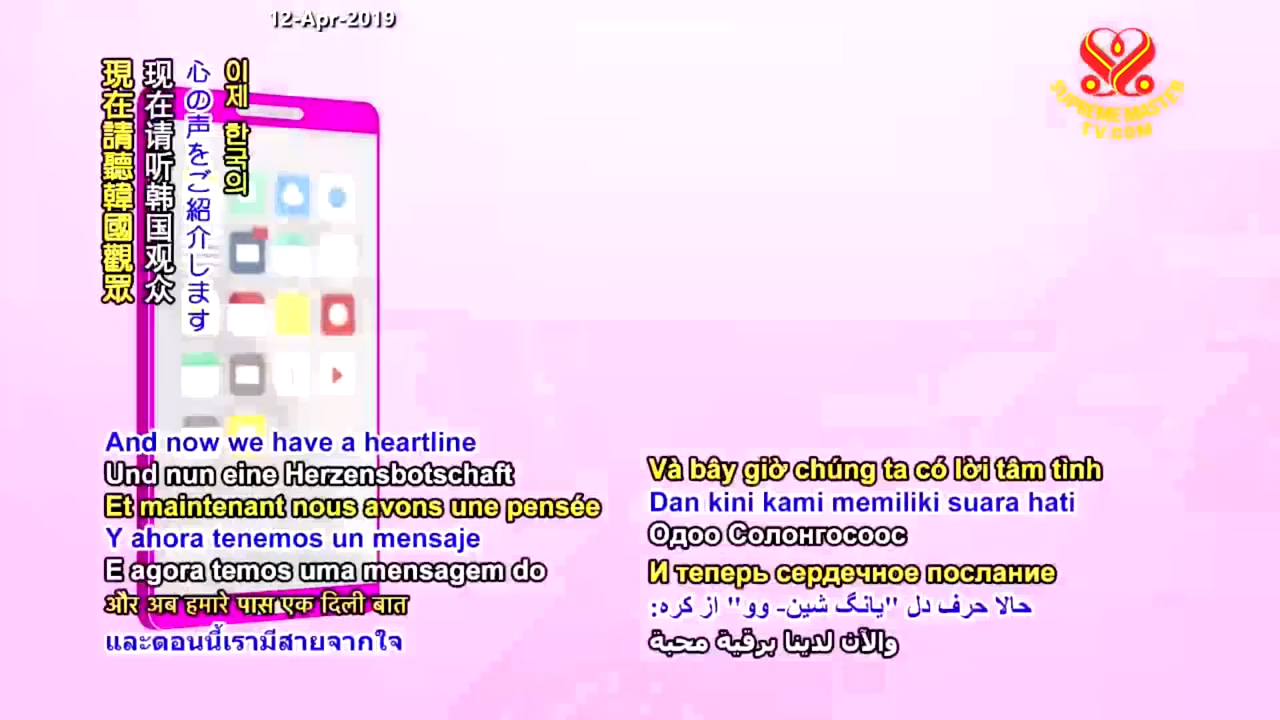 12-Apr-2019
SUPREME MASTER
TV.COM
現在請聽韓國觀眾
现在请听韩国观众
心の声をご紹介します
이제 한국의
And now we have a heartline
Und nun eine Herzensbotschaft
Et maintenant nous avons une pensée
Y ahora tenemos un mensaje
E agora temos uma mensagem do
और अब हमारे पास एक दिली बात
และตอนนี้เรามีสายจากใจ
Và bây giờ chúng ta có lời tâm tình
Dan kini kami memiliki suara hati
Одоо Солонгосоос
И теперь сердечное послание
حالا حرف دل "یانگ شین- وو" از کره:
والآن لدينا برقية محبة